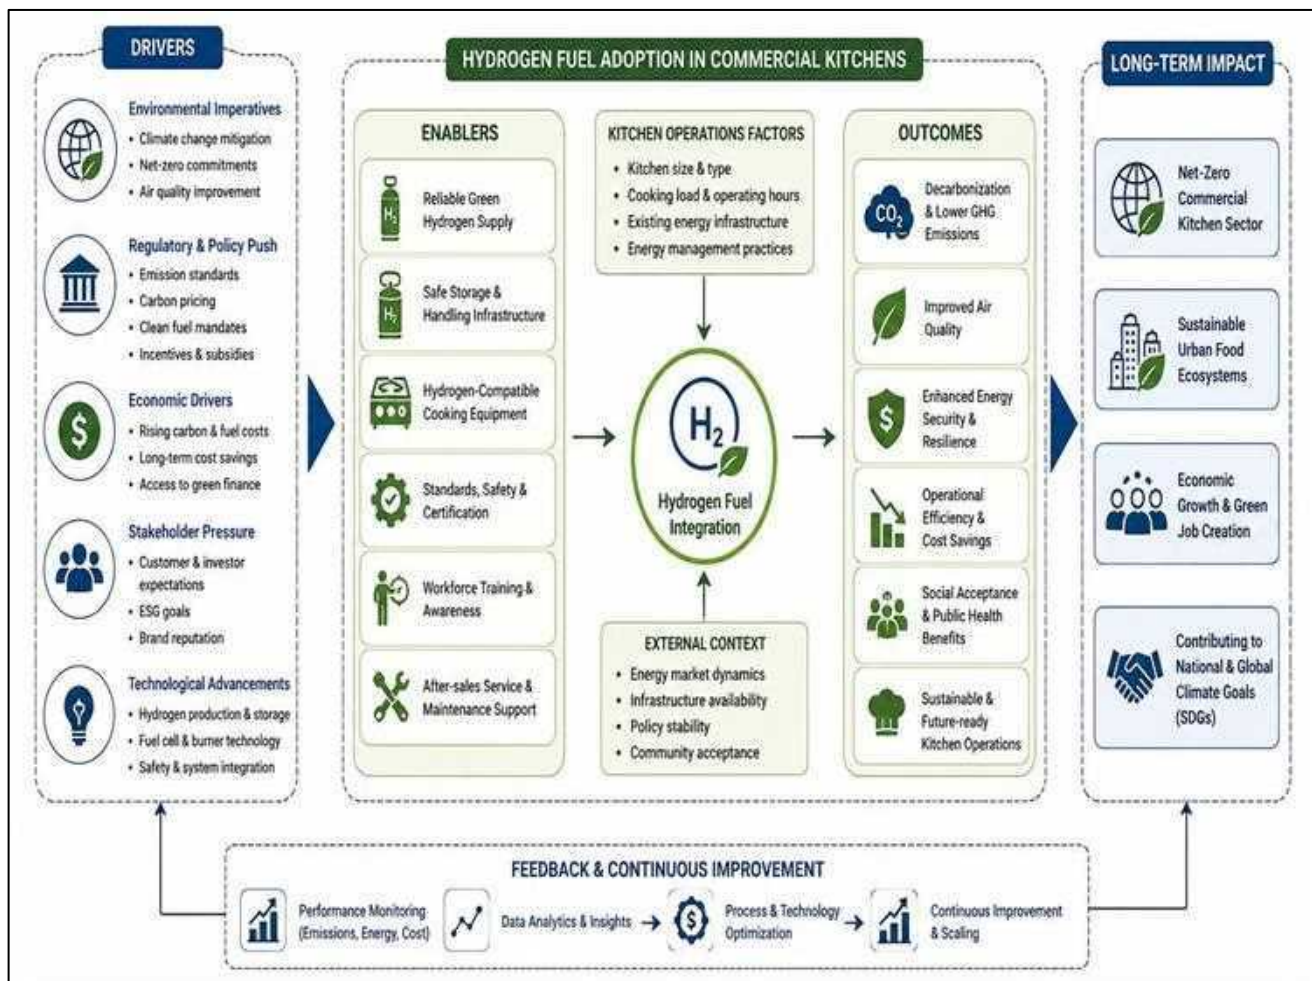 DRIVERS
Environmental Imperatives
• Climate change mitigation
• Net-zero commitments
• Air quality improvement
Regulatory & Policy Push
• Emission standards
• Carbon pricing
• Clean fuel mandates
• Incentives & subsidies
Economic Drivers
$
• Rising carbon & fuel costs
• Long-term cost savings
• Access to green finance
Stakeholder Pressure
• Customer & investor
expectations
• ESG goals
• Brand reputation
Technological Advancements
• Hydrogen production & storage
• Fuel cell & burner technology
• Safety & system integration
HYDROGEN FUEL ADOPTION IN COMMERCIAL KITCHENS
ENABLERS
H2
Reliable Green
Hydrogen Supply
H2
Safe Storage &
Handling Infrastructure
Hydrogen-Compatible
Cooking Equipment
Standards, Safety &
Certification
Workforce Training &
Awareness
After-sales Service &
Maintenance Support
KITCHEN OPERATIONS FACTORS
• Kitchen size & type
• Cooking load & operating hours
• Existing energy infrastructure
• Energy management practices
H2
Hydrogen Fuel
Integration
EXTERNAL CONTEXT
• Energy market dynamics
• Infrastructure availability
• Policy stability
• Community acceptance
OUTCOMES
CO2
Decarbonization
& Lower GHG
Emissions
Improved Air
Quality
$
Enhanced Energy
Security &
Resilience
Operational
Efficiency &
Cost Savings
Social Acceptance
& Public Health
Benefits
Sustainable &
Future-ready
Kitchen Operations
LONG-TERM IMPACT
Net-Zero
Commercial
Kitchen Sector
Sustainable
Urban Food
Ecosystems
Economic
Growth & Green
Job Creation
Contributing to
National & Global
Climate Goals
(SDGs)
FEEDBACK & CONTINUOUS IMPROVEMENT
Performance Monitoring
(Emissions, Energy, Cost)
Data Analytics & Insights
$
Process & Technology
Optimization
Continuous Improvement
& Scaling